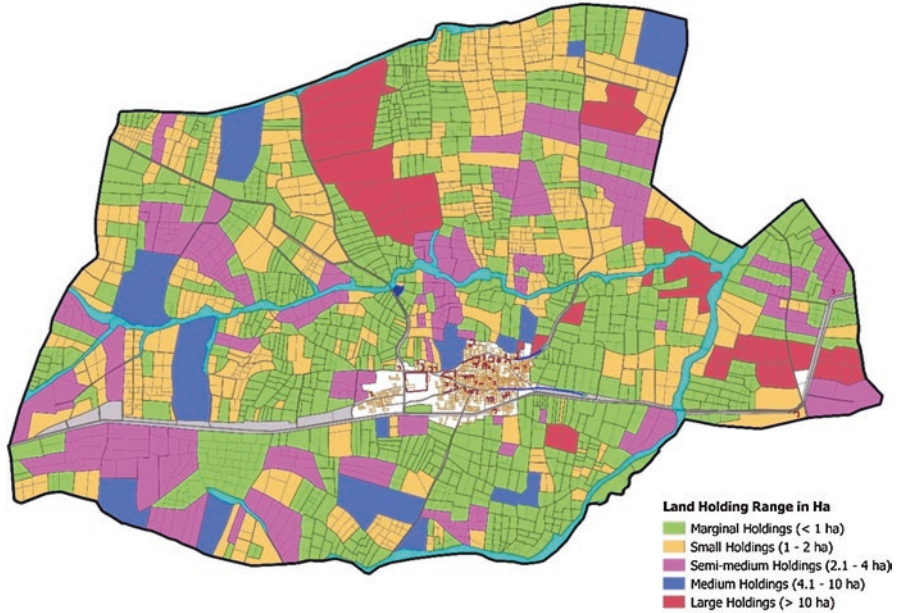 Land Holding Range in Ha
Marginal Holdings (< 1 ha)
Small Holdings (1 - 2 ha)
Semi-medium Holdings (2.1 - 4 ha)
Medium Holdings (4.1 - 10 ha)
Large Holdings (> 10 ha)